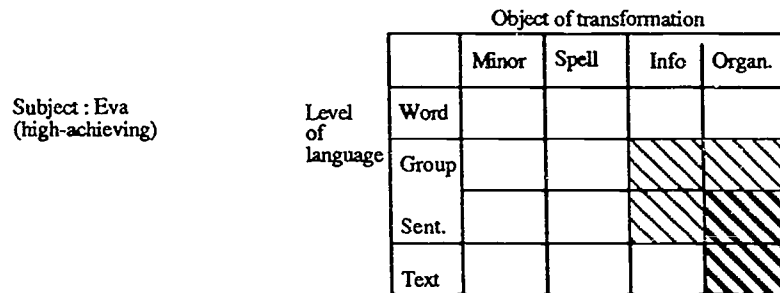 Object of transformation
Minor Spell Info Organ.
Subject : Eva
(high-achieving)
Level
of
language
Word
Group
Sent.
Text